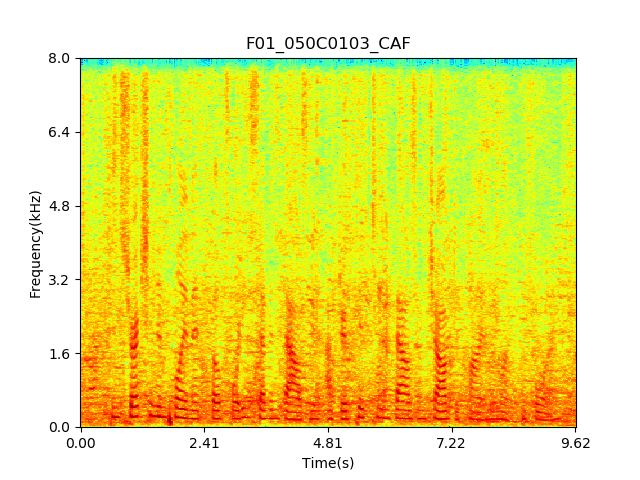 F01_050C0103_CAF
8.0
6.4
4.8
3.2
1.6
0.0
Frequency(kHz)
0.00 2.41 4.81 7.22 9.62
Time(s)